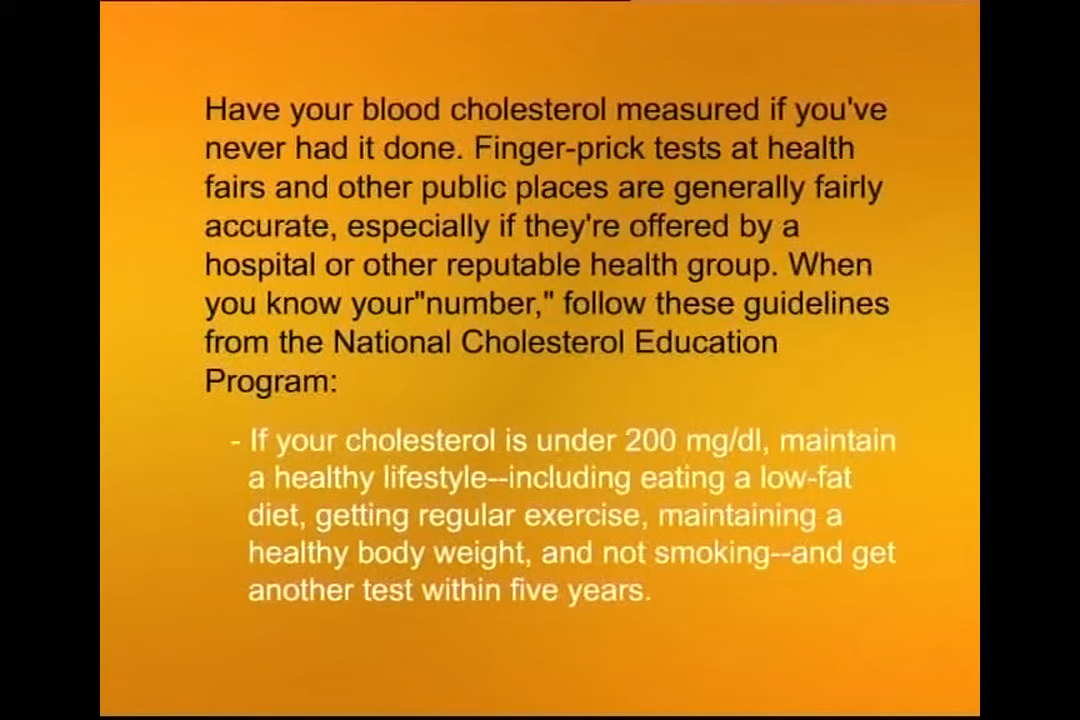 Have your blood cholesterol measured if you've
never had it done. Finger-prick tests at health
fairs and other public places are generally fairly
accurate, especially if they're offered by a
hospital or other reputable health group. When
you know your"number," follow these guidelines
from the National Cholesterol Education
Program:
- If your cholesterol is under 200 mg/dl, maintain
a healthy lifestyle--including eating a low-fat
diet, getting regular exercise, maintaining a
healthy body weight, and not smoking--and get
another test within five years.